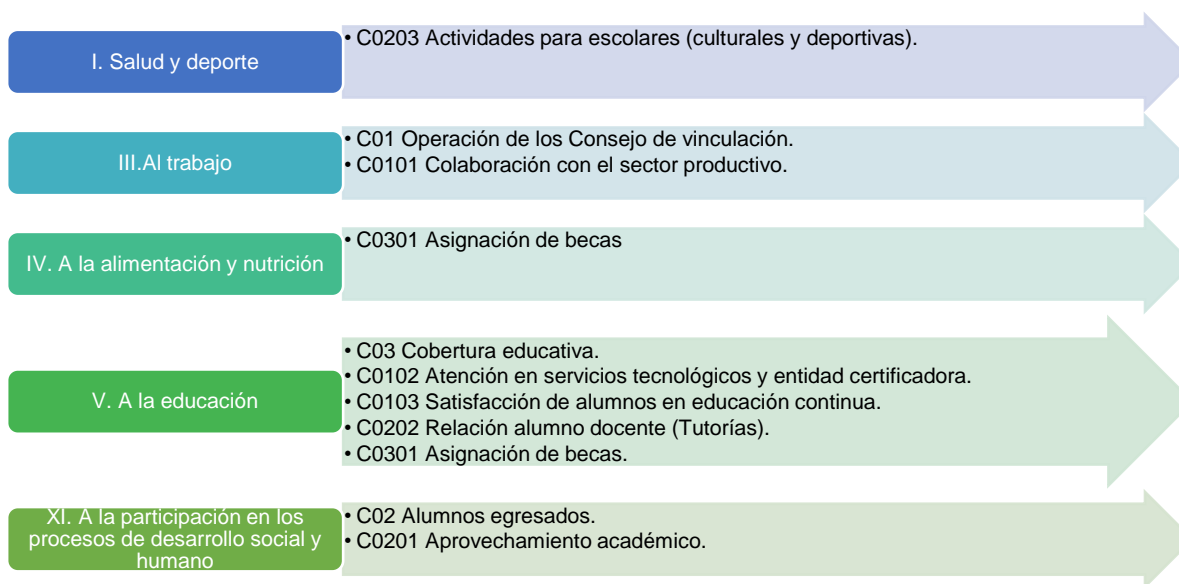 I. Salud y deporte
• C0203 Actividades para escolares (culturales y deportivas).
III.Al trabajo
• C01 Operación de los Consejo de vinculación.
• C0101 Colaboración con el sector productivo.
IV. A la alimentación y nutrición
• C0301 Asignación de becas
V. A la educación
• C03 Cobertura educativa.
• C0102 Atención en servicios tecnológicos y entidad certificadora.
• C0103 Satisfacción de alumnos en educación continua.
• C0202 Relación alumno docente (Tutorías).
• C0301 Asignación de becas.
XI. A la participación en los
procesos de desarrollo social y
humano
• C02 Alumnos egresados.
• C0201 Aprovechamiento académico.